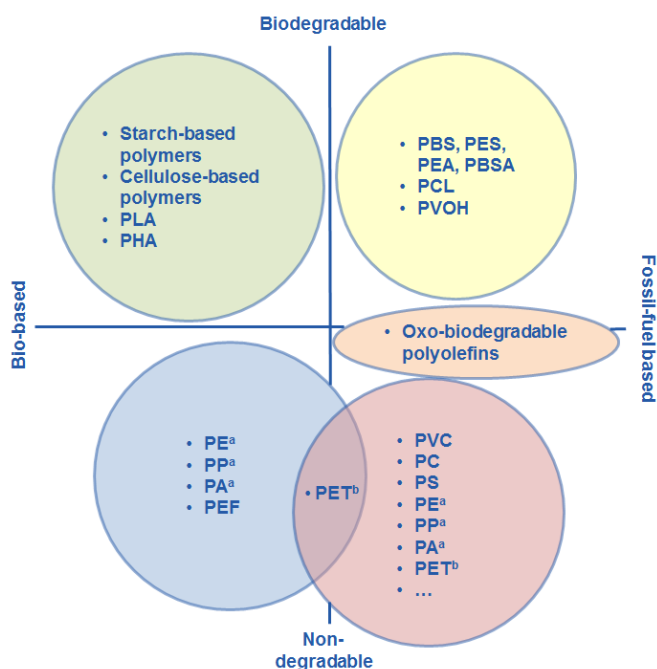 Biodegradable
• Starch-based
polymers
• Cellulose-based
polymers
• PLA
• PHA
• PBS, PES,
PEA, PBSA
• PCL
• PVOH
Bio-based
Fossil-fuel based
• Oxo-biodegradable
polyolefins
• PEᵃ
• PPᵃ
• PAᵃ
• PEF
• PETᵇ
• PVC
• PC
• PS
• PEᵃ
• PPᵃ
• PAᵃ
• PETᵇ
• …
Non-
degradable